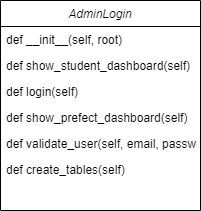 AdminLogin
def __init__(self, root)
def show_student_dashboard(self)
def login(self)
def show_prefect_dashboard(self)
def validate_user(self, email, passw
def create_tables(self)